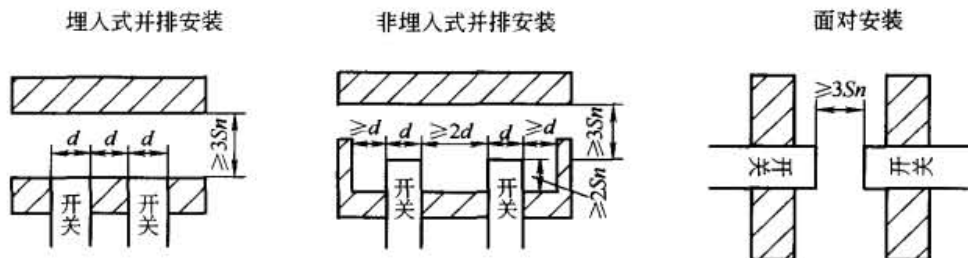 埋入式并排安装
非埋入式并排安装
面对安装
d d d
≥3Sn
开关
开关
≥d d ≥2d d ≥d
≥3Sn
≥2Sn
开关
开关
≥3Sn
开关
开关